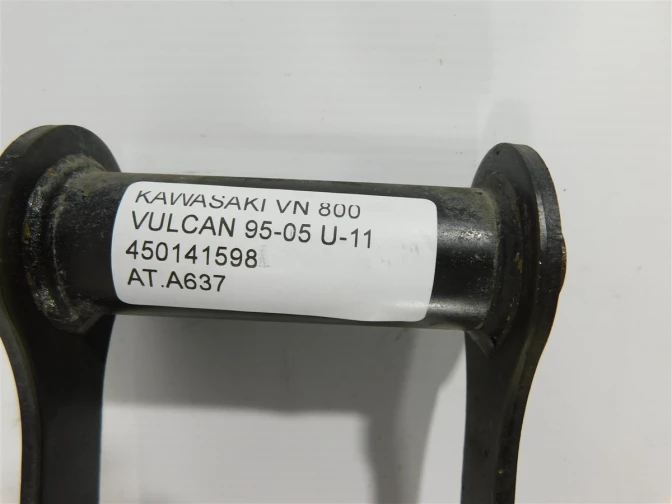 KAWASAKI VN 800
VULCAN 95-05 U-11
450141598
AT.A637